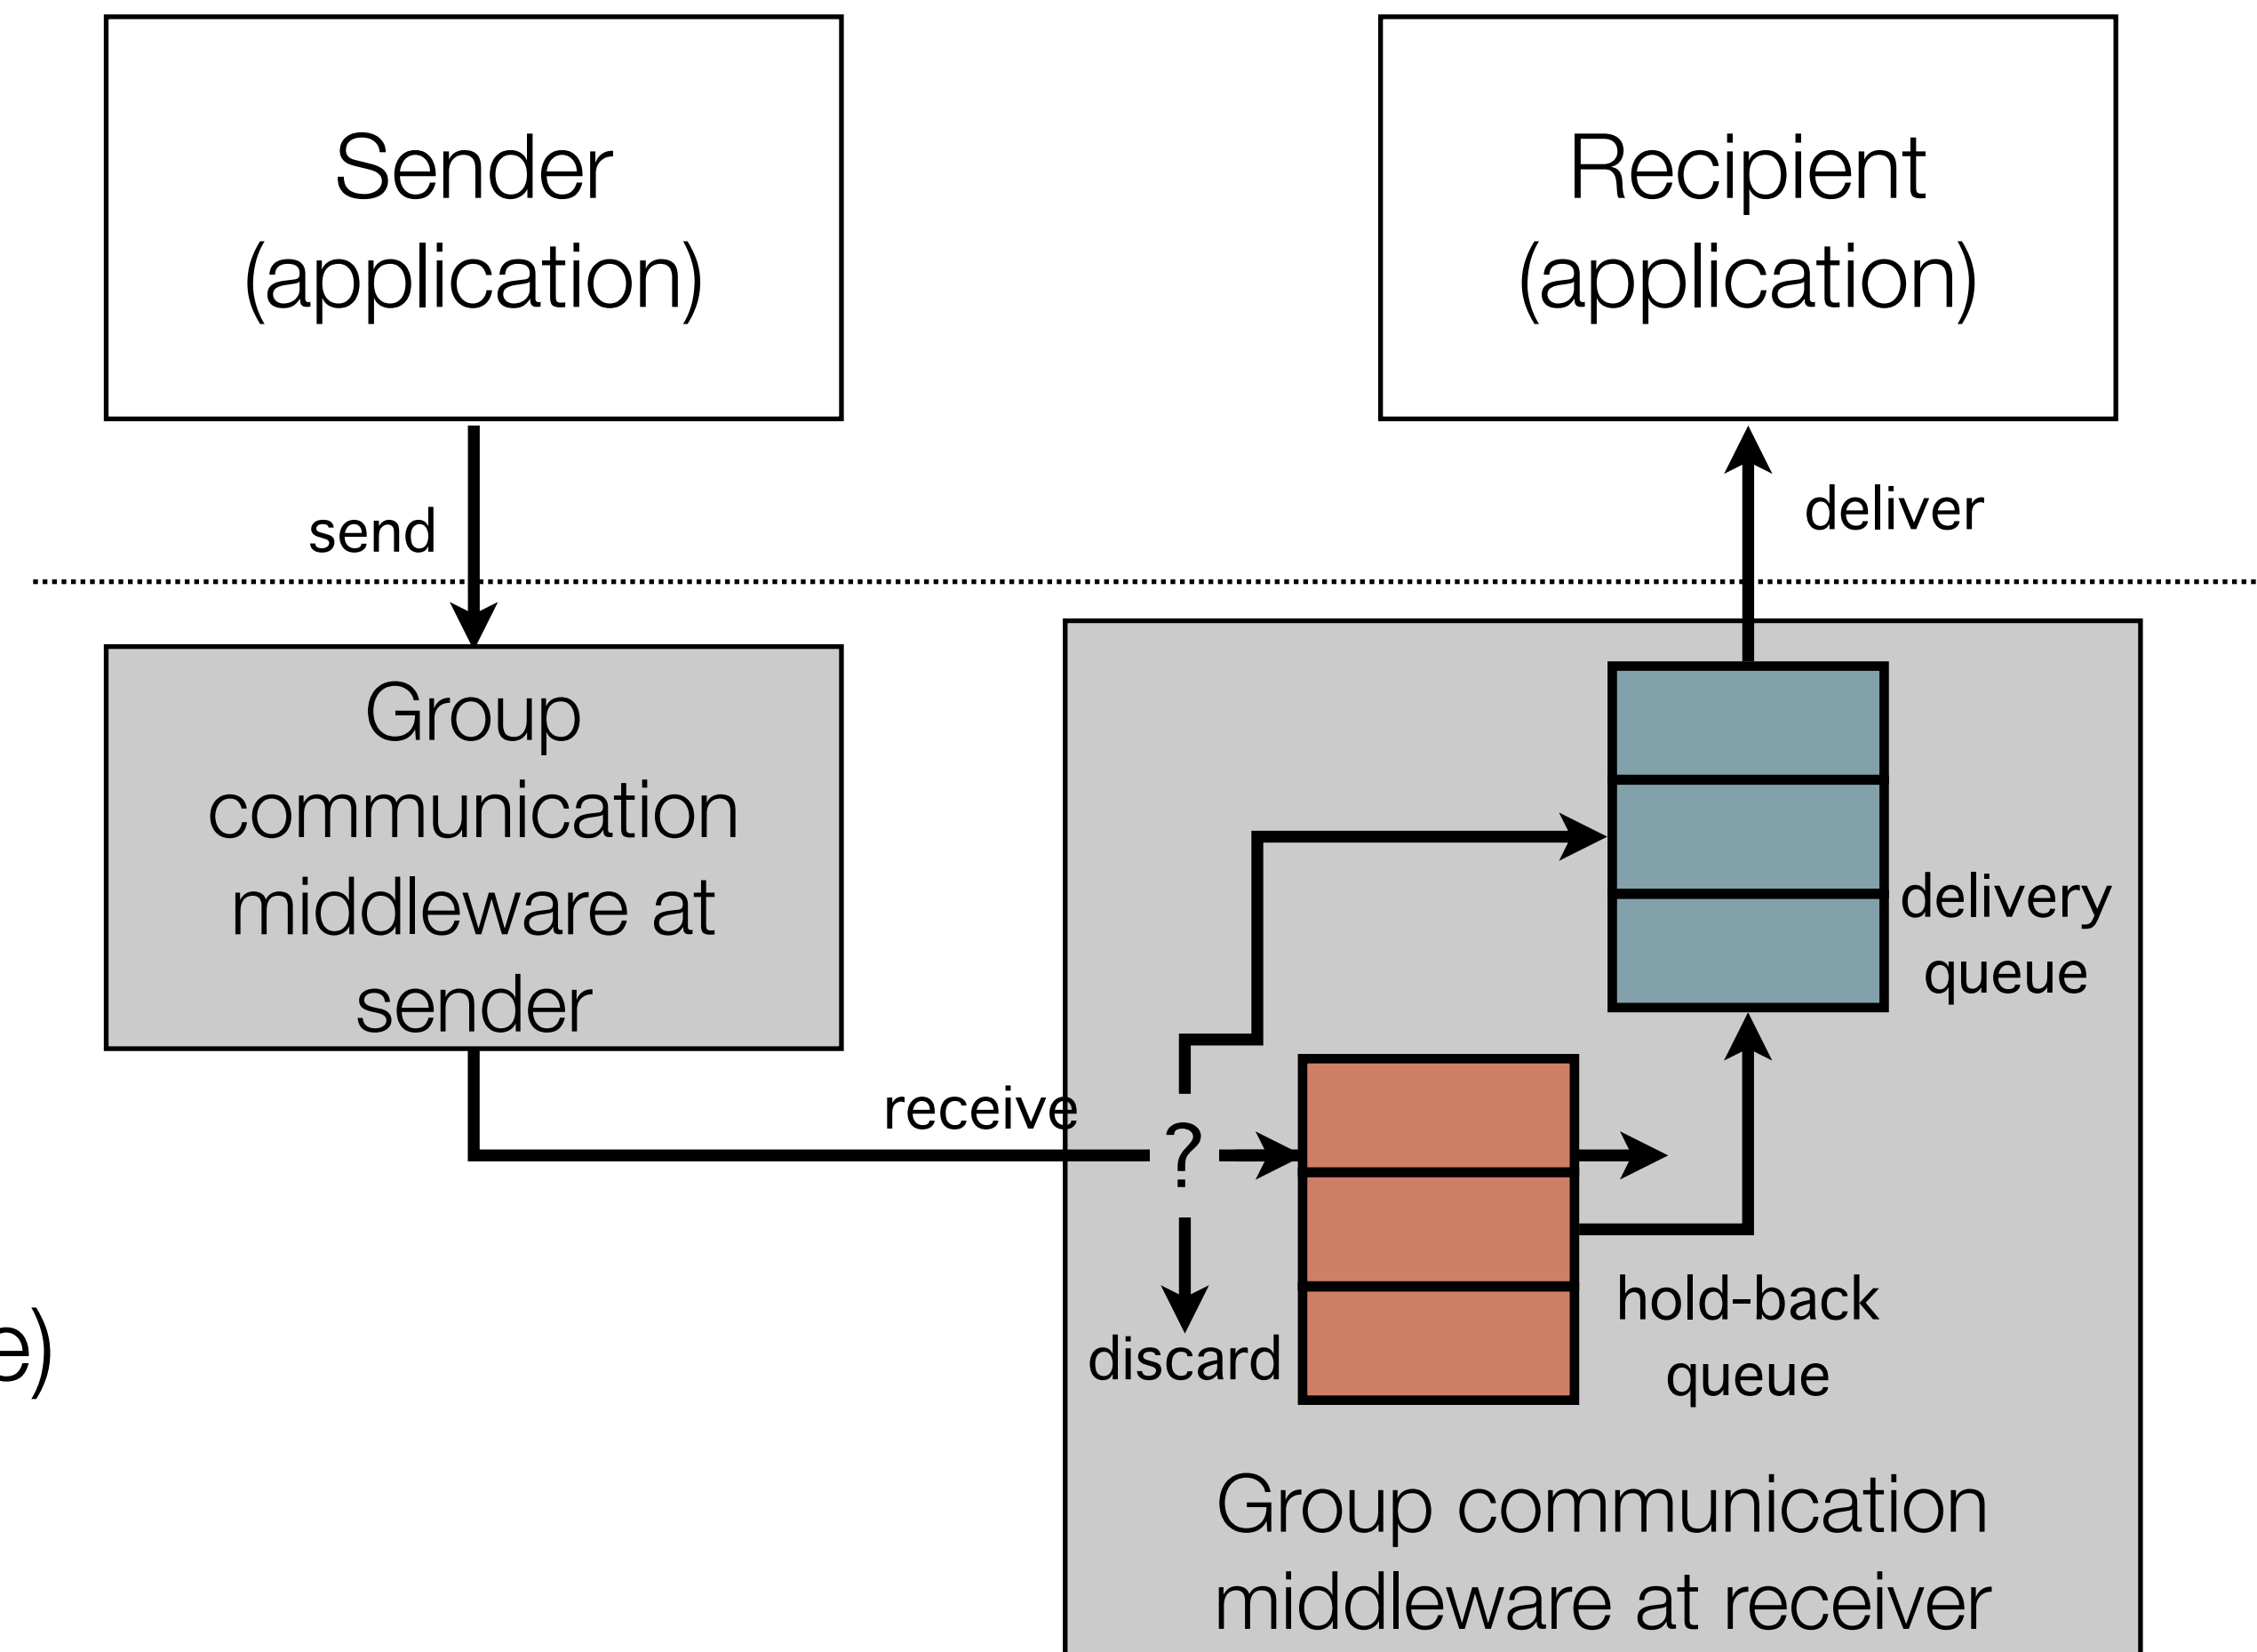 Sender
(application)
Recipient
(application)
send
deliver
Group
communication
middleware at
sender
delivery
queue
receive
?
discard
hold-back
queue
e)
Group communication
middleware at receiver